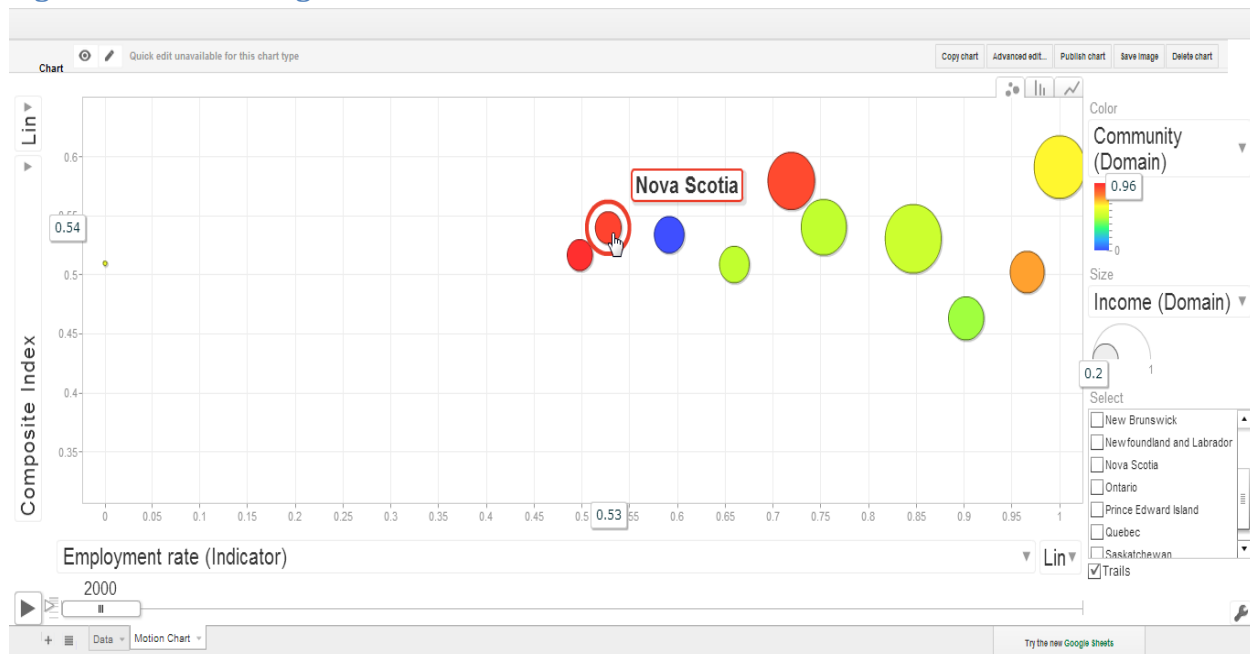 Chart
Quick edit unavailable for this chart type
Copy chart
Advanced edit...
Publish chart
Save image
Delete chart
Lin
Composite Index
0.6
0.54
0.5
0.45
0.4
0.35
Nova Scotia
0
0.05
0.1
0.15
0.2
0.25
0.3
0.35
0.4
0.45
0.5
0.53
0.6
0.65
0.7
0.75
0.8
0.85
0.9
0.95
1
Employment rate (Indicator)
Lin
Color
Community
(Domain)
0.96
0
Size
Income (Domain)
0.2
1
Select
New Brunswick
Newfoundland and Labrador
Nova Scotia
Ontario
Prince Edward Island
Quebec
Saskatchewan
Trails
2000
Data
Motion Chart
Try the new Google Sheets